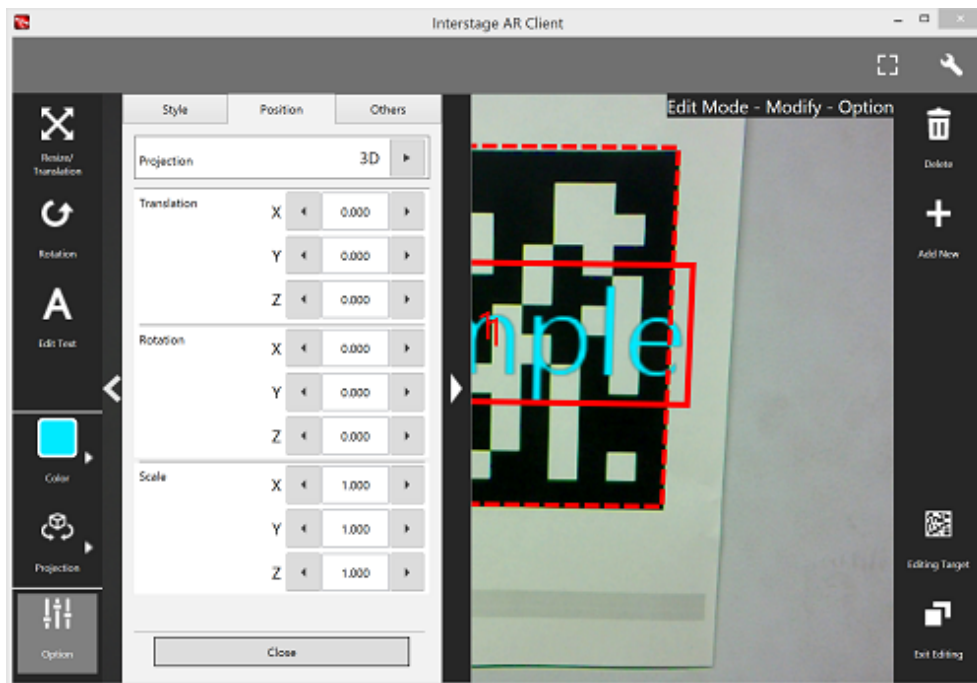 Interstage AR Client
Edit Mode - Modify - Option
Resize/
Translation
Rotation
Edit Text
Color
Projection
Option
Style Position Others
Projection 3D
Translation X 0.000
Y 0.000
Z 0.000
Rotation X 0.000
Y 0.000
Z 0.000
Scale X 1.000
Y 1.000
Z 1.000
Close
1
mple
Delete
Add New
Editing Target
Exit Editing